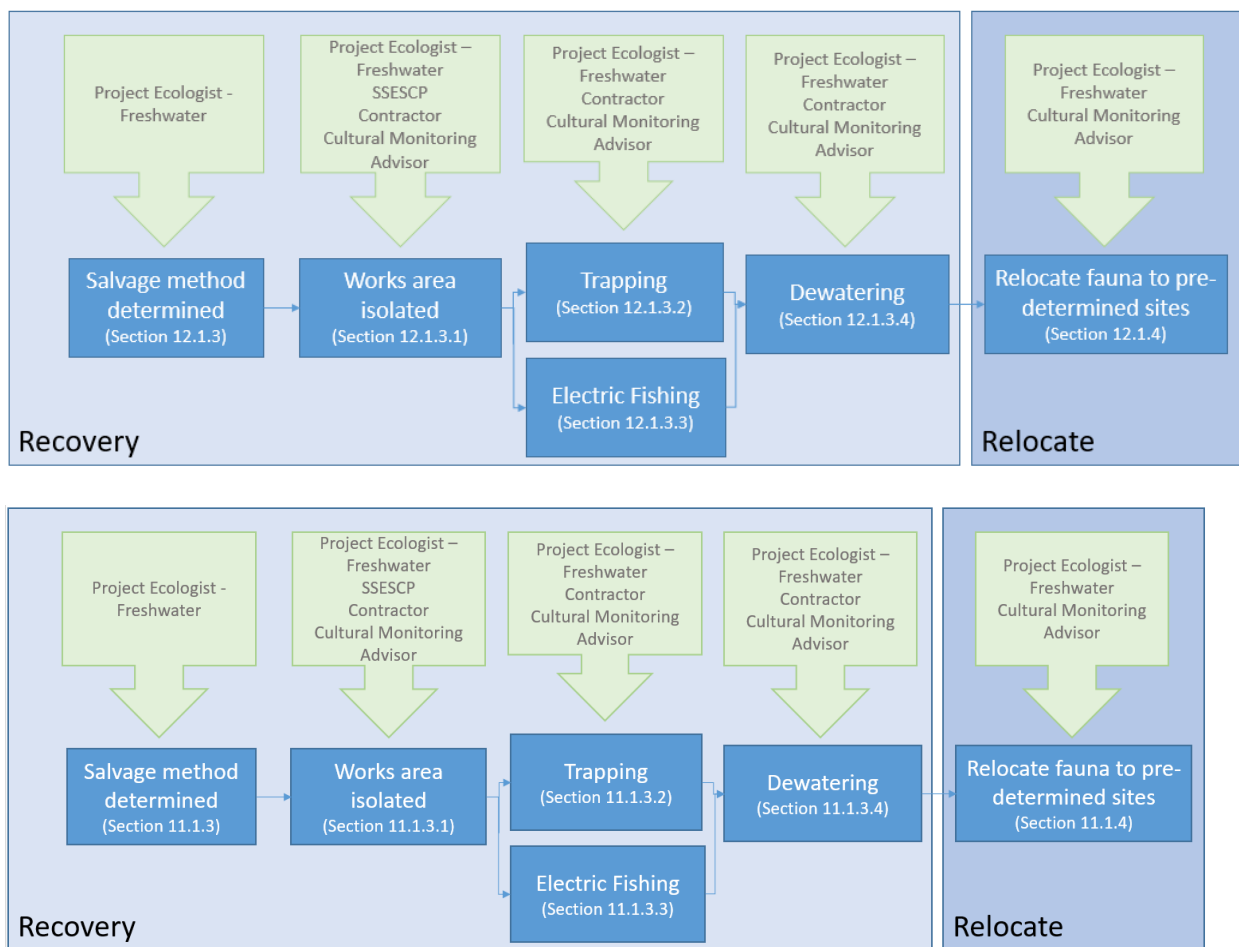 Project Ecologist -
Freshwater
Project Ecologist –
Freshwater
SSESCP
Contractor
Cultural Monitoring
Advisor
Project Ecologist –
Freshwater
Contractor
Cultural Monitoring
Advisor
Project Ecologist –
Freshwater
Contractor
Cultural Monitoring
Advisor
Project Ecologist –
Freshwater
Cultural Monitoring
Advisor
Salvage method
determined
(Section 12.1.3)
Works area
isolated
(Section 12.1.3.1)
Trapping
(Section 12.1.3.2)
Electric Fishing
(Section 12.1.3.3)
Dewatering
(Section 12.1.3.4)
Relocate fauna to pre-
determined sites
(Section 12.1.4)
Recovery
Relocate
Project Ecologist -
Freshwater
Project Ecologist –
Freshwater
SSESCP
Contractor
Cultural Monitoring
Advisor
Project Ecologist –
Freshwater
Contractor
Cultural Monitoring
Advisor
Project Ecologist –
Freshwater
Contractor
Cultural Monitoring
Advisor
Project Ecologist –
Freshwater
Cultural Monitoring
Advisor
Salvage method
determined
(Section 11.1.3)
Works area
isolated
(Section 11.1.3.1)
Trapping
(Section 11.1.3.2)
Electric Fishing
(Section 11.1.3.3)
Dewatering
(Section 11.1.3.4)
Relocate fauna to pre-
determined sites
(Section 11.1.4)
Recovery
Relocate